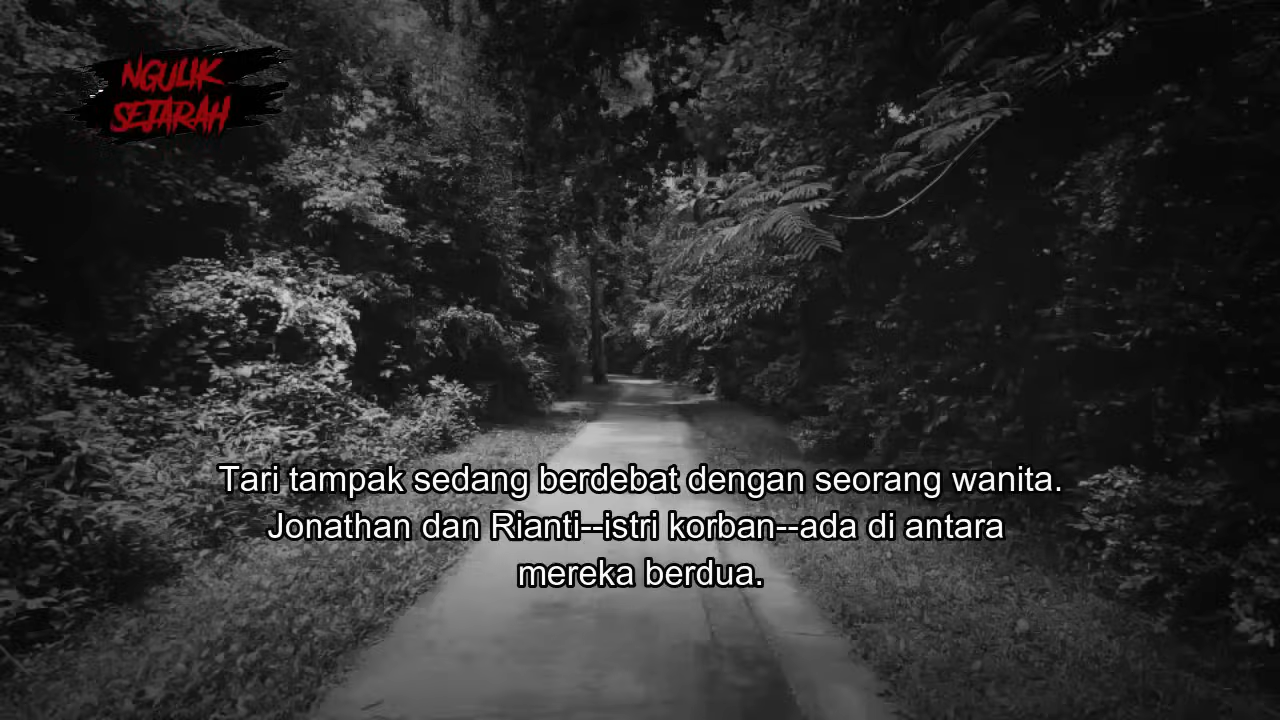 NGULIK
SEJARAH
Tari tampak sedang berdebat dengan seorang wanita.
Jonathan dan Rianti--istri korban--ada di antara
mereka berdua.